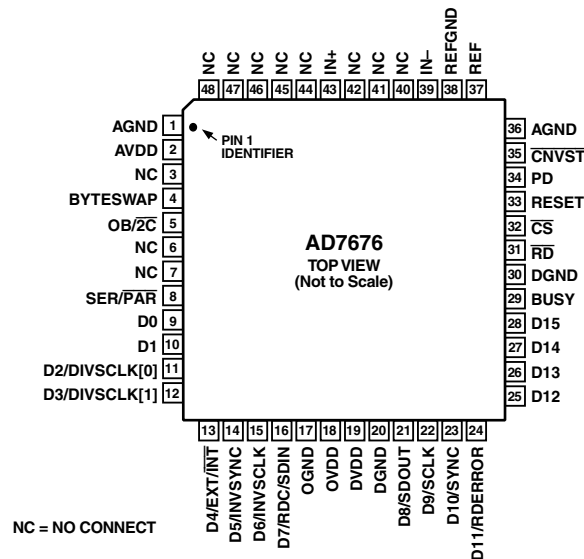 NC
NC
NC
NC
NC
IN+
NC
NC
NC
IN–
REFGND
REF
48 47 46 45 44 43 42 41 40 39 38 37
AGND 1
AVDD 2
NC 3
BYTESWAP 4
OB/2C 5
NC 6
NC 7
SER/PAR 8
D0 9
D1 10
D2/DIVSCLK[0] 11
D3/DIVSCLK[1] 12
PIN 1
IDENTIFIER
AD7676
TOP VIEW
(Not to Scale)
36 AGND
35 CNVST
34 PD
33 RESET
32 CS
31 RD
30 DGND
29 BUSY
28 D15
27 D14
26 D13
25 D12
13 14 15 16 17 18 19 20 21 22 23 24
D4/EXT/INT
D5/INVSYNC
D6/INVSCLK
D7/RDC/SDIN
OGND
OVDD
DVDD
DGND
D8/SDOUT
D9/SCLK
D10/SYNC
D11/RDERROR
NC = NO CONNECT